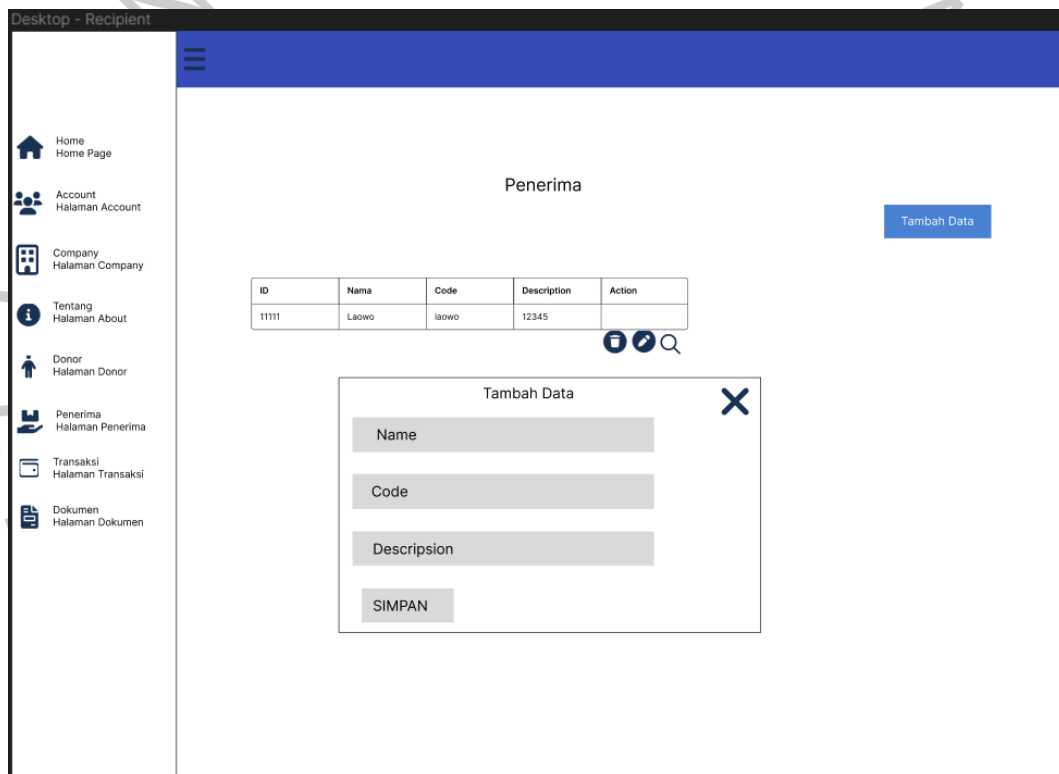 Desktop - Recipient
Home
Home Page
Account
Halaman Account
Company
Halaman Company
Tentang
Halaman About
Donor
Halaman Donor
Penerima
Halaman Penerima
Transaksi
Halaman Transaksi
Dokumen
Halaman Dokumen
Penerima
Tambah Data
ID Nama Code Description Action
11111 Laowo laowo 12345
Tambah Data
Name
Code
Descripsion
SIMPAN